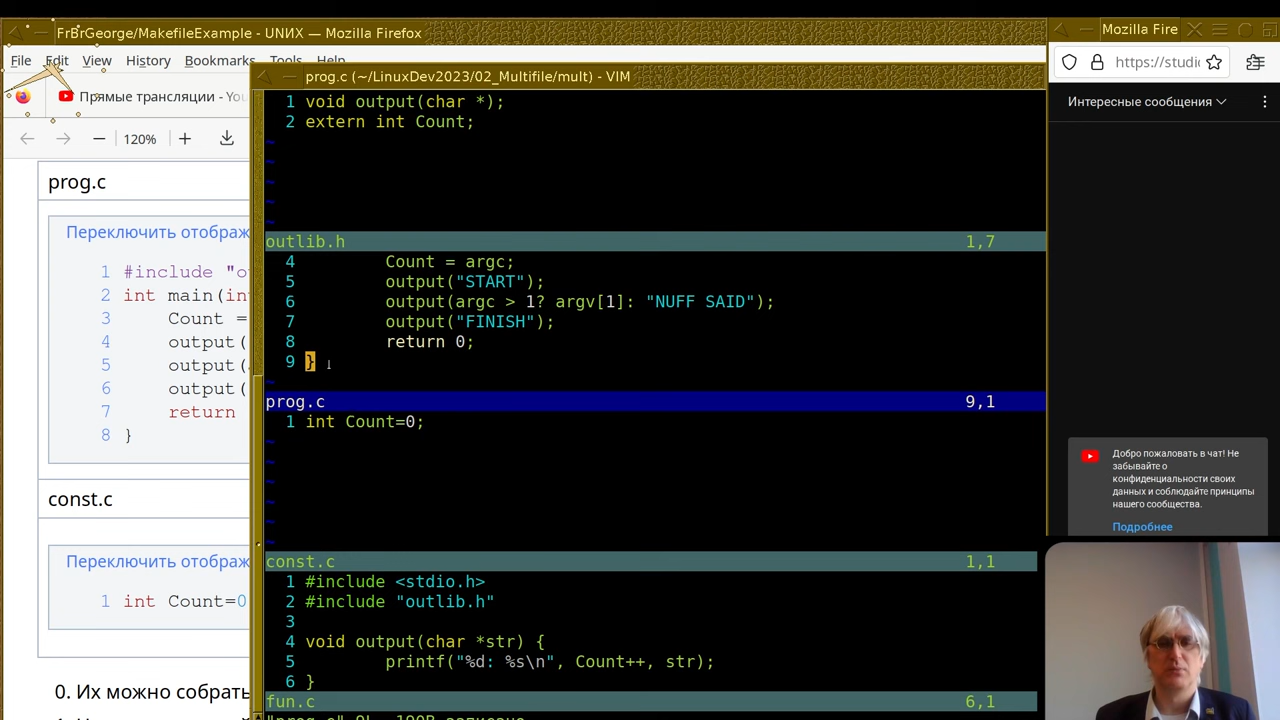 FrBrGeorge/MakefileExample - UNИX — Mozilla Firefox
Mozilla Fire
File Edit View History Bookmarks Tools Help
https://studio
prog.c (~/LinuxDev2023/02_Multifile/mult) - VIM
Прямые трансляции - You
Интересные сообщения
120%
prog.c
Переключить отображ
1 #include "o
2 int main(in
3 Count =
4 output(
5 output(
6 output(
7 return
8 }
const.c
Переключить отображ
1 int Count=0
0. Их можно собрать
1 void output(char *);
2 extern int Count;
~
~
~
~
~
outlib.h 1,7
4 Count = argc;
5 output("START");
6 output(argc > 1? argv[1]: "NUFF SAID");
7 output("FINISH");
8 return 0;
9 }
~
prog.c 9,1
1 int Count=0;
~
~
~
~
~
~
const.c 1,1
1 #include <stdio.h>
2 #include "outlib.h"
3
4 void output(char *str) {
5 printf("%d: %s\n", Count++, str);
6 }
fun.c 6,1
Добро пожаловать в чат! Не
забывайте о
конфиденциальности своих
данных и соблюдайте принципы
нашего сообщества.
Подробнее